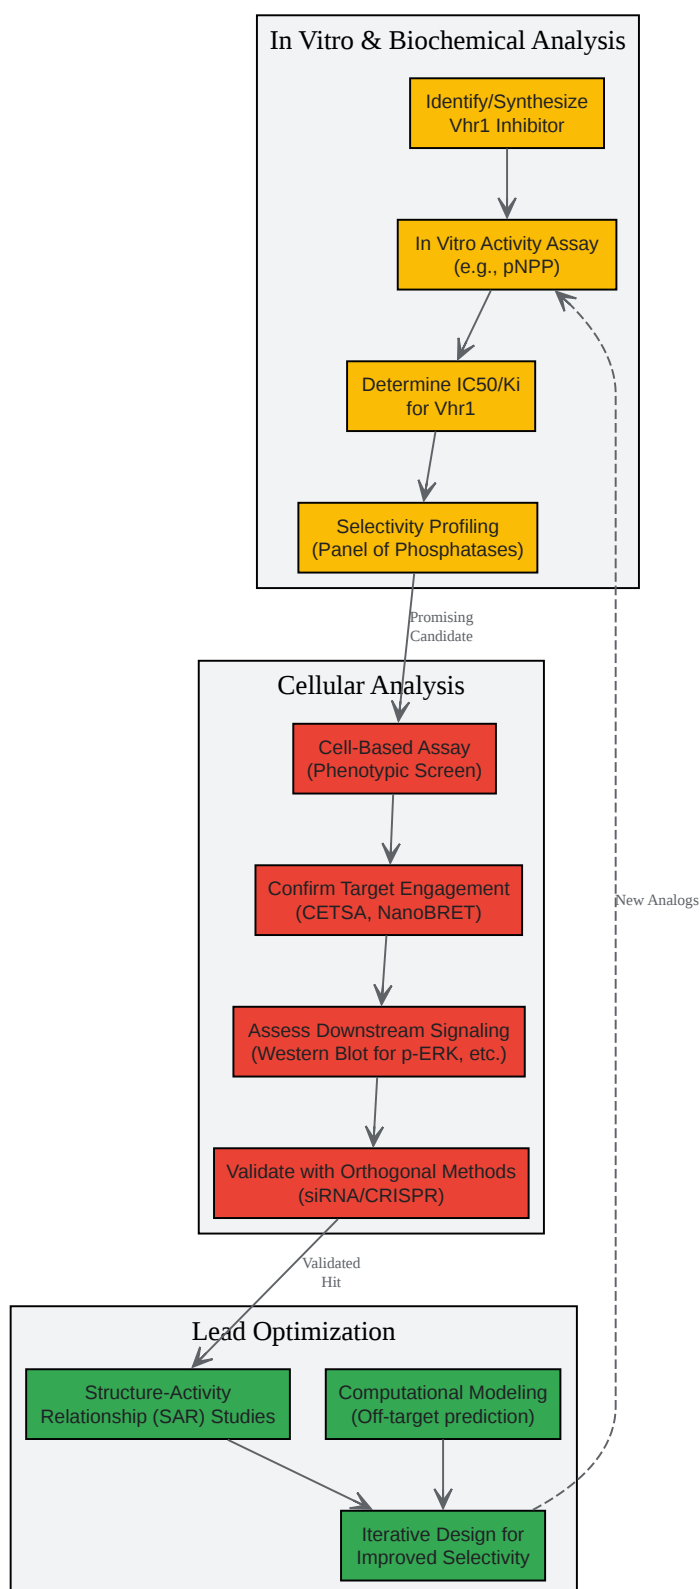 In Vitro & Biochemical Analysis
Identify/Synthesize
Vhr1 Inhibitor
In Vitro Activity Assay
(e.g., pNPP)
Determine IC50/Ki
for Vhr1
Selectivity Profiling
(Panel of Phosphatases)
Promising
Candidate
Cellular Analysis
Cell-Based Assay
(Phenotypic Screen)
Confirm Target Engagement
(CETSA, NanoBRET)
New Analogs
Assess Downstream Signaling
(Western Blot for p-ERK, etc.)
Validate with Orthogonal Methods
(siRNA/CRISPR)
Validated
Hit
Lead Optimization
Structure-Activity
Relationship (SAR) Studies
Computational Modeling
(Off-target prediction)
Iterative Design for
Improved Selectivity